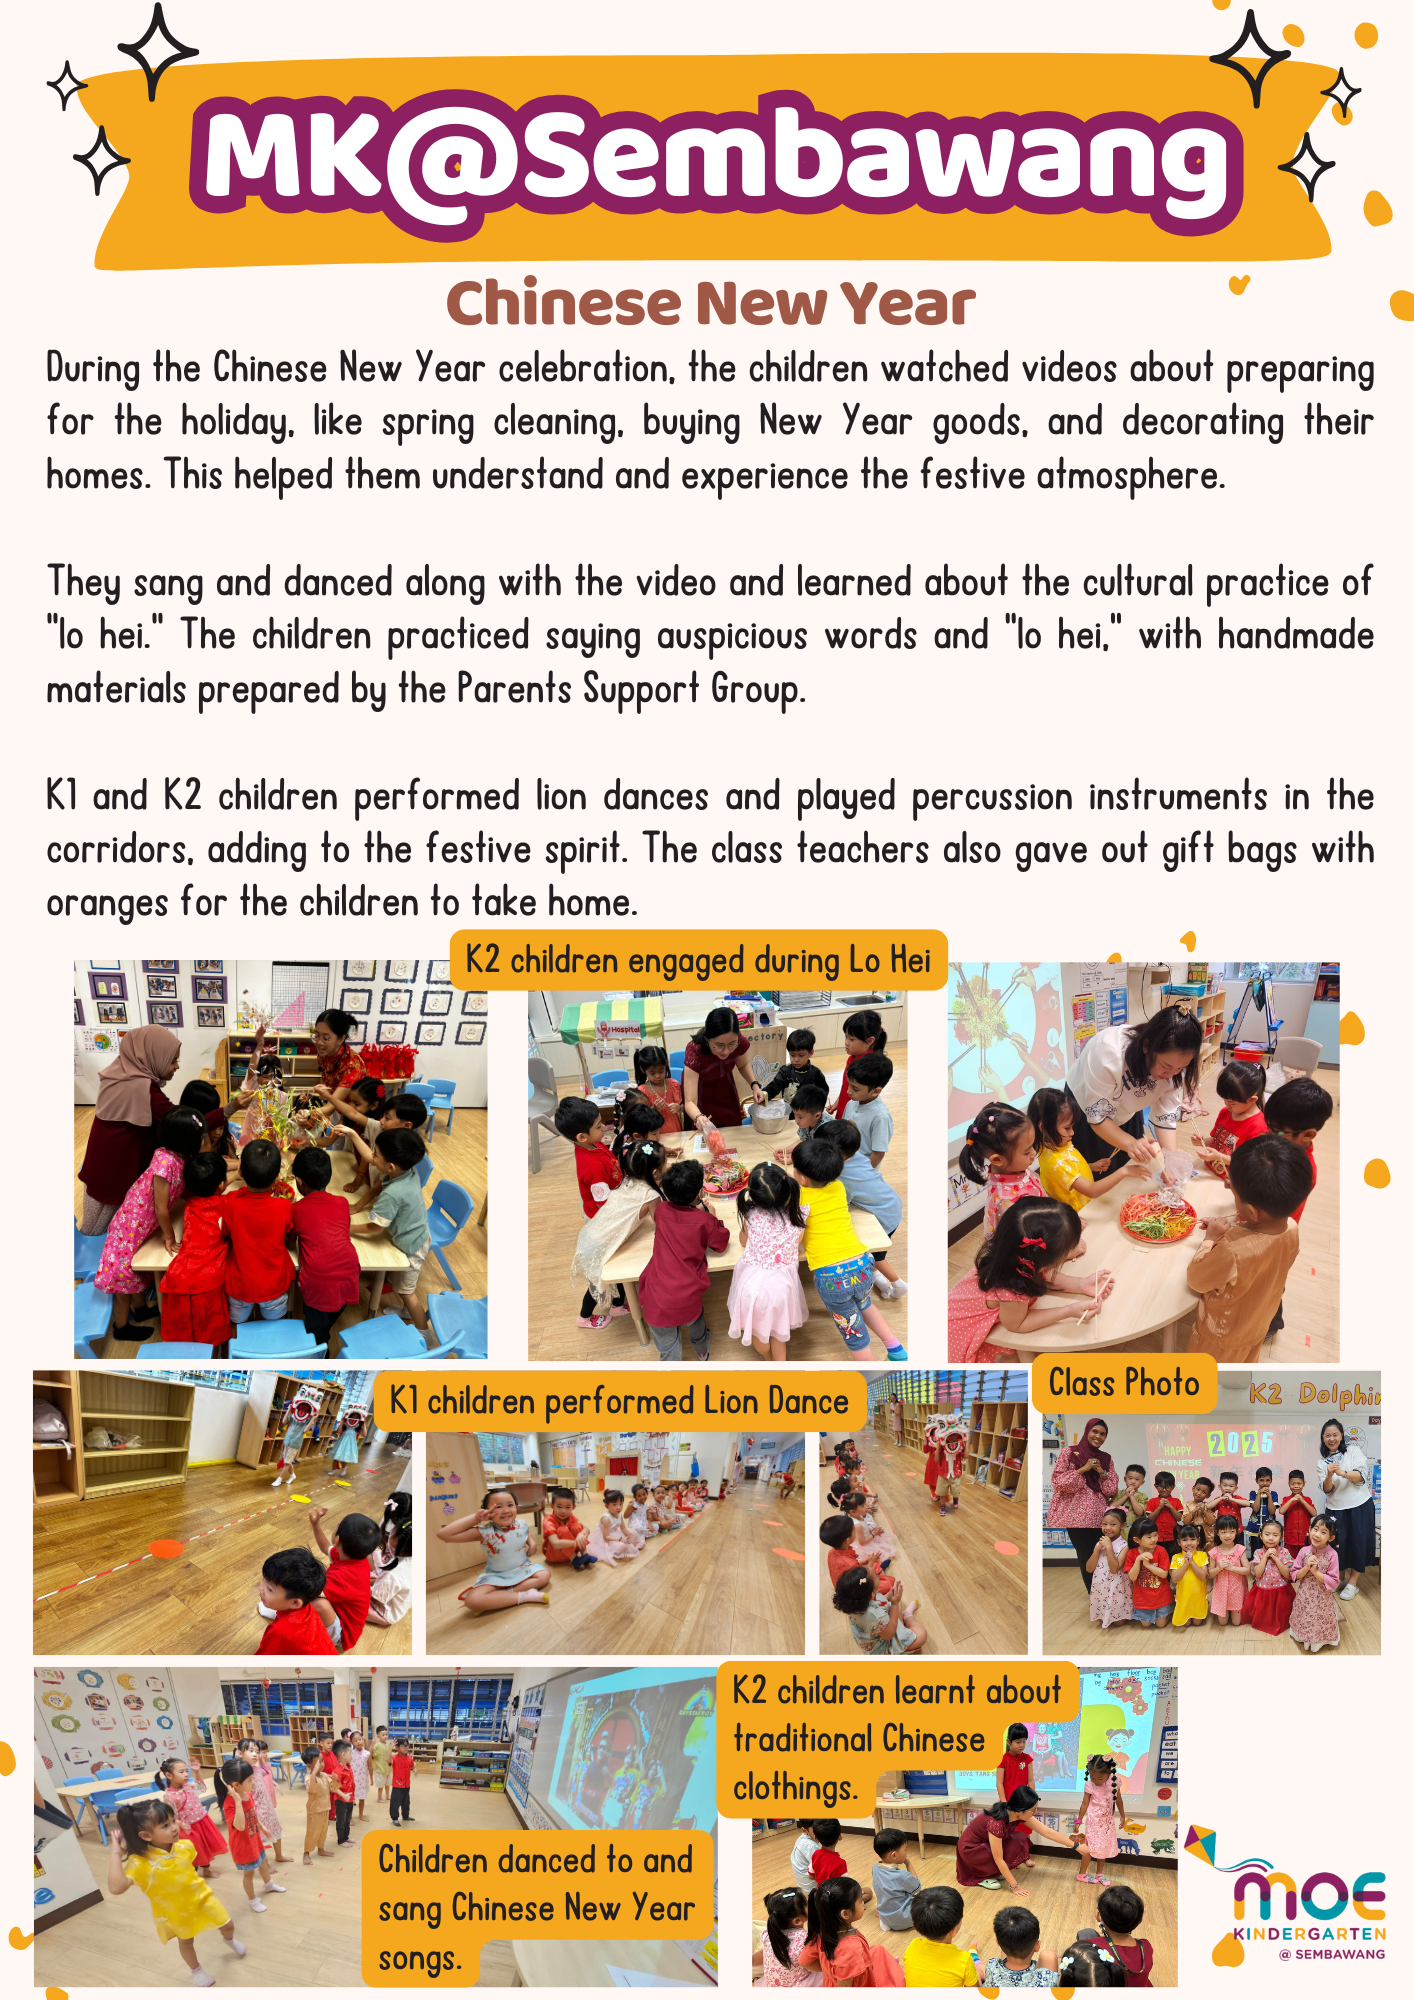 MK@Sembawang
Chinese New Year
During the Chinese New Year celebration, the children watched videos about preparing
for the holiday, like spring cleaning, buying New Year goods, and decorating their
homes. This helped them understand and experience the festive atmosphere.
They sang and danced along with the video and learned about the cultural practice of
"lo hei." The children practiced saying auspicious words and "lo hei," with handmade
materials prepared by the Parents Support Group.
K1 and K2 children performed lion dances and played percussion instruments in the
corridors, adding to the festive spirit. The class teachers also gave out gift bags with
oranges for the children to take home.
K2 children engaged during Lo Hei
Hospital
K1 children performed Lion Dance
Class Photo
K2 Dolphin
HAPPY
CHINESE
YEAR
2025
K2 children learnt about
traditional Chinese
clothings.
Children danced to and
sang Chinese New Year
songs.
MOE
KINDERGARTEN
@ SEMBAWANG